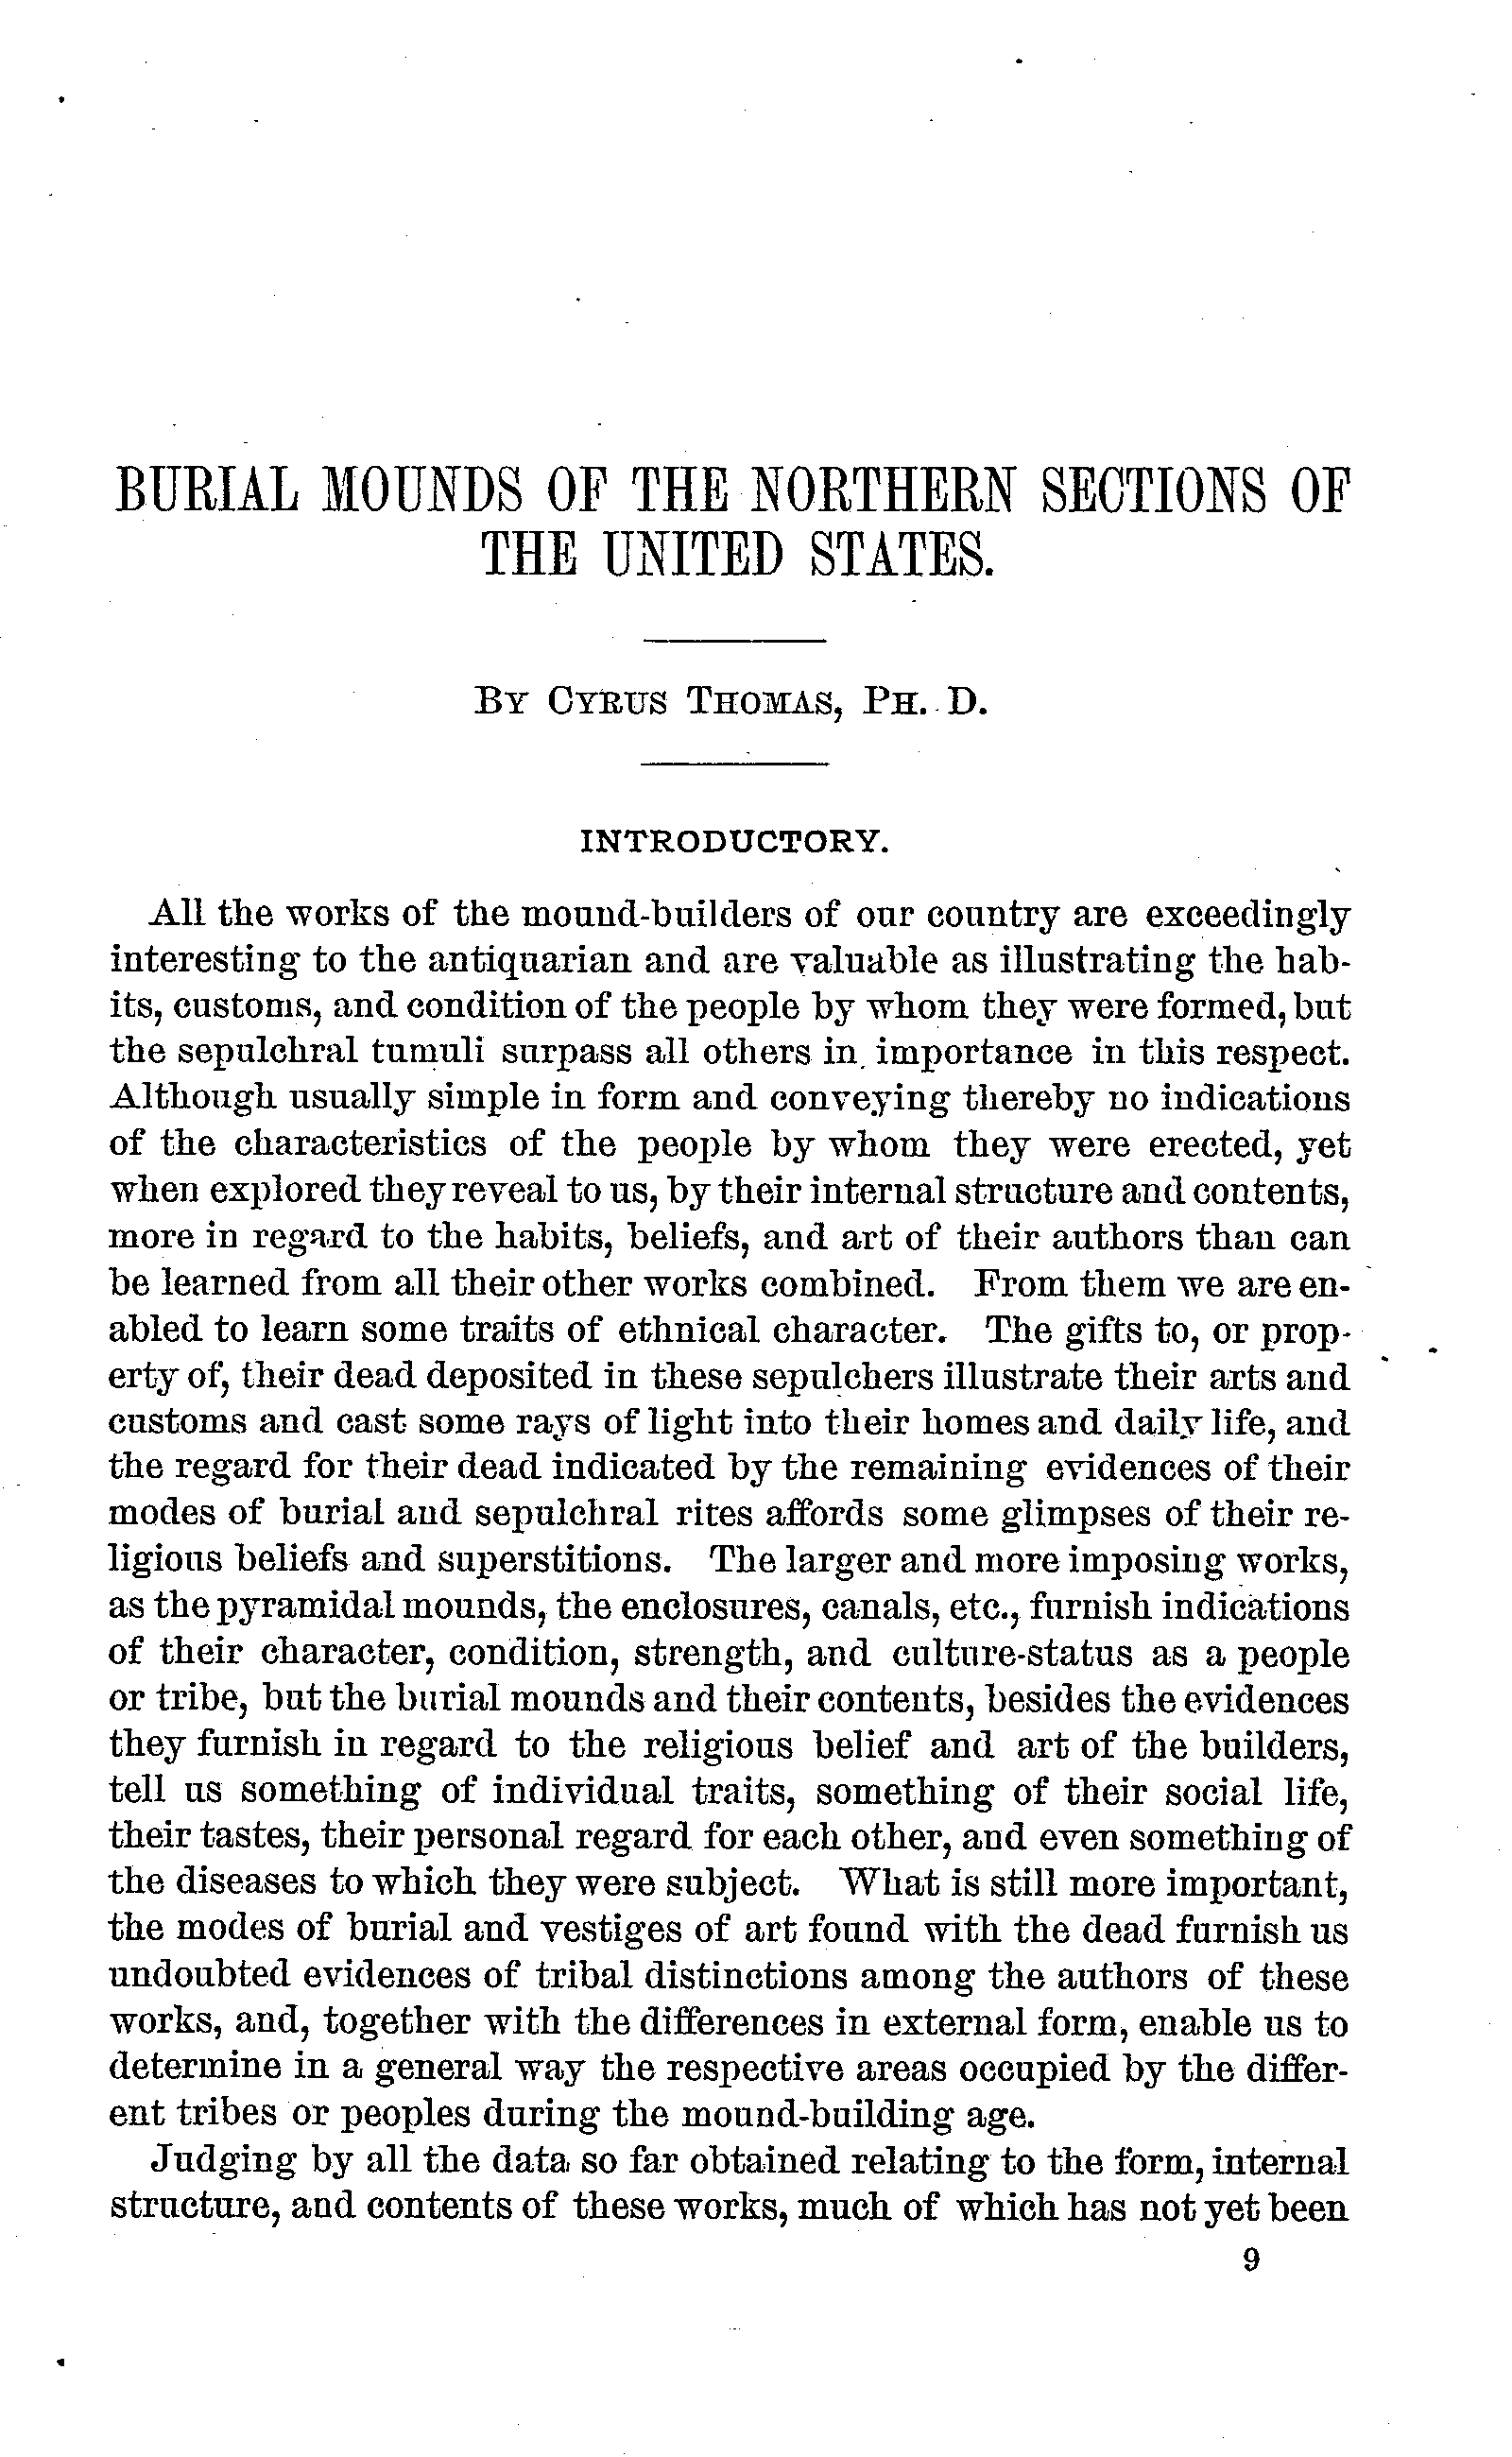 BURIAL MOUNDS OF THE NORTHERN SECTIONS OF
THE UNITED STATES.
BY CYRUS THOMAS, PH. D.
INTRODUCTORY.
All the works of the mound-builders of our country are exceedingly
interesting to the antiquarian and are valuable as illustrating the hab-
its, customs, and condition of the people by whom they were formed, but
the sepulchral tumuli surpass all others in importance in this respect.
Although usually simple in form and conveying thereby no indications
of the characteristics of the people by whom they were erected, yet
when explored they reveal to us, by their internal structure and contents,
more in regard to the habits, beliefs, and art of their authors than can
be learned from all their other works combined. From them we are en-
abled to learn some traits of ethnical character. The gifts to, or prop-
erty of, their dead deposited in these sepulchers illustrate their arts and
customs and cast some rays of light into their homes and daily life, and
the regard for their dead indicated by the remaining evidences of their
modes of burial and sepulchral rites affords some glimpses of their re-
ligious beliefs and superstitions. The larger and more imposing works,
as the pyramidal mounds, the enclosures, canals, etc., furnish indications
of their character, condition, strength, and culture-status as a people
or tribe, but the burial mounds and their contents, besides the evidences
they furnish in regard to the religious belief and art of the builders,
tell us something of individual traits, something of their social life,
their tastes, their personal regard for each other, and even something of
the diseases to which they were subject. What is still more important,
the modes of burial and vestiges of art found with the dead furnish us
undoubted evidences of tribal distinctions among the authors of these
works, and, together with the differences in external form, enable us to
determine in a general way the respective areas occupied by the differ-
ent tribes or peoples during the mound-building age.
Judging by all the data so far obtained relating to the form, internal
structure, and contents of these works, much of which has not yet been
9